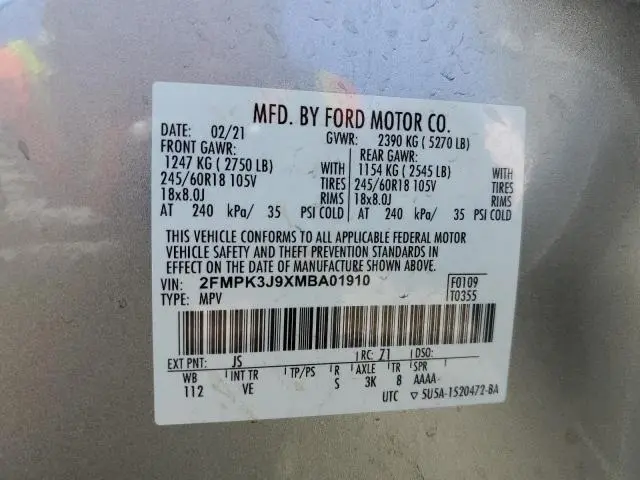 MFD. BY FORD MOTOR CO.
DATE: 02/21 GVWR: 2390 KG ( 5270 LB)
FRONT GAWR: REAR GAWR:
1247 KG ( 2750 LB) WITH 1154 KG ( 2545 LB) WITH
245/60R18 105V TIRES 245/60R18 105V TIRES
18x8.0J RIMS 18x8.0J RIMS
AT 240 kPa/ 35 PSI COLD AT 240 kPa/ 35 PSI COLD
THIS VEHICLE CONFORMS TO ALL APPLICABLE FEDERAL MOTOR
VEHICLE SAFETY AND THEFT PREVENTION STANDARDS IN
EFFECT ON THE DATE OF MANUFACTURE SHOWN ABOVE.
VIN: 2FMPK3J9XMBA01910 F0109
TYPE: MPV T0355
EXT PNT: JS RC: 71 DSO:
WB INT TR TP/PS R AXLE TR SPR
112 VE S 3K 8 AAAA
UTC ▽ 5U5A-1520472-BA